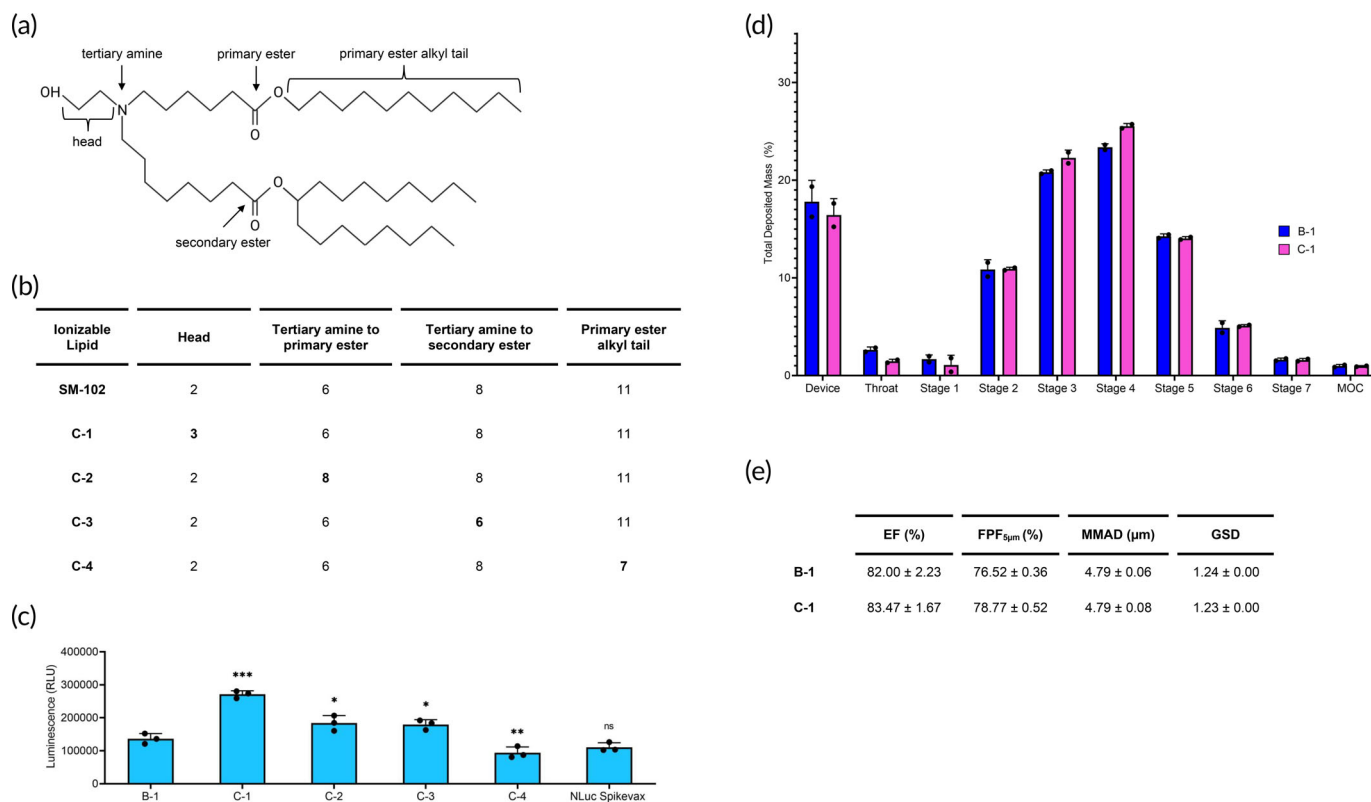 (a)
tertiary amine
primary ester
primary ester alkyl tail
OH
N
O
O
head
O
O
secondary ester
(b)
Ionizable Lipid
Head
Tertiary amine to primary ester
Tertiary amine to secondary ester
Primary ester alkyl tail
SM-102 2 6 8 11
C-1 3 6 8 11
C-2 2 8 8 11
C-3 2 6 6 11
C-4 2 6 8 7
(c)
Luminescence (RLU)
400000
300000
200000
100000
0
***
*
*
**
ns
B-1 C-1 C-2 C-3 C-4 NLuc Spikevax
(d)
Total Deposited Mass (%)
30
20
10
0
B-1
C-1
Device Throat Stage 1 Stage 2 Stage 3 Stage 4 Stage 5 Stage 6 Stage 7 MOC
(e)
EF (%) FPF5μm (%) MMAD (μm) GSD
B-1 82.00 ± 2.23 76.52 ± 0.36 4.79 ± 0.06 1.24 ± 0.00
C-1 83.47 ± 1.67 78.77 ± 0.52 4.79 ± 0.08 1.23 ± 0.00